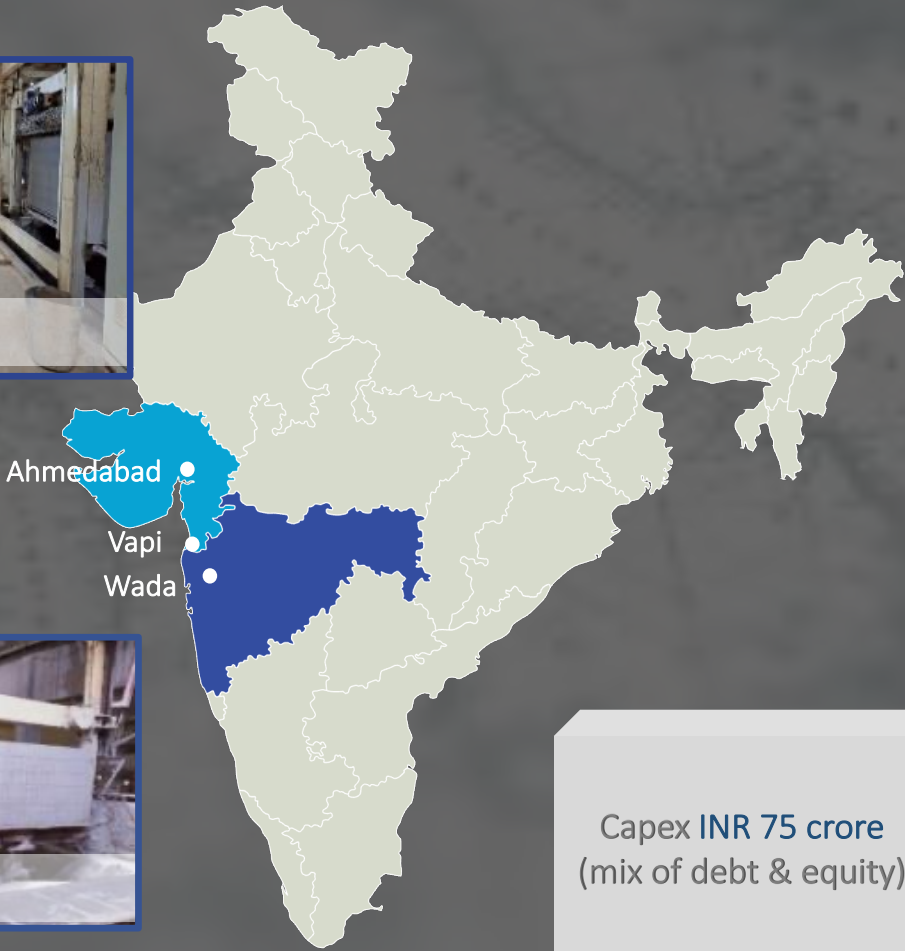 Ahmedabad
Vapi
Wada
Capex INR 75 crore
(mix of debt & equity)